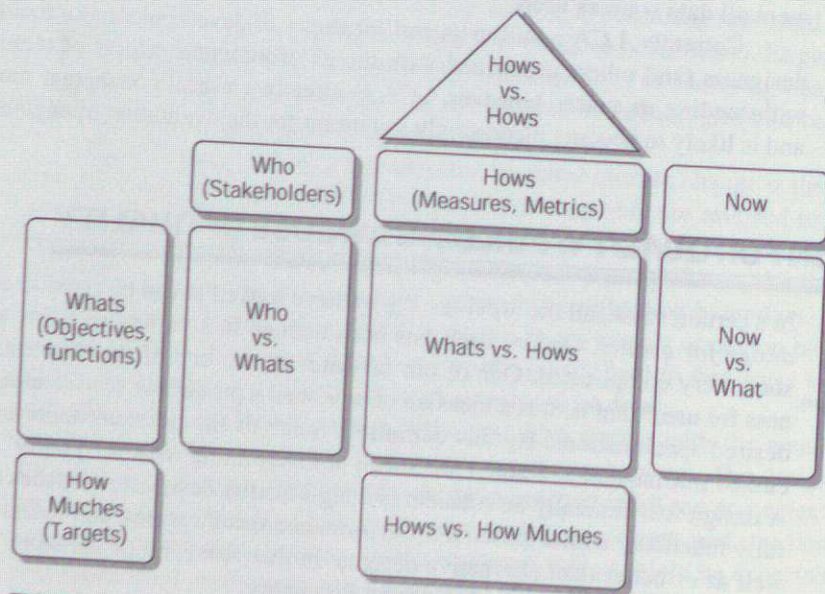 Hows
vs.
Hows
Who
(Stakeholders)
Hows
(Measures, Metrics)
Now
Whats
(Objectives,
functions)
Who
vs.
Whats
Whats vs. Hows
Now
vs.
What
How
Muches
(Targets)
Hows vs. How Muches